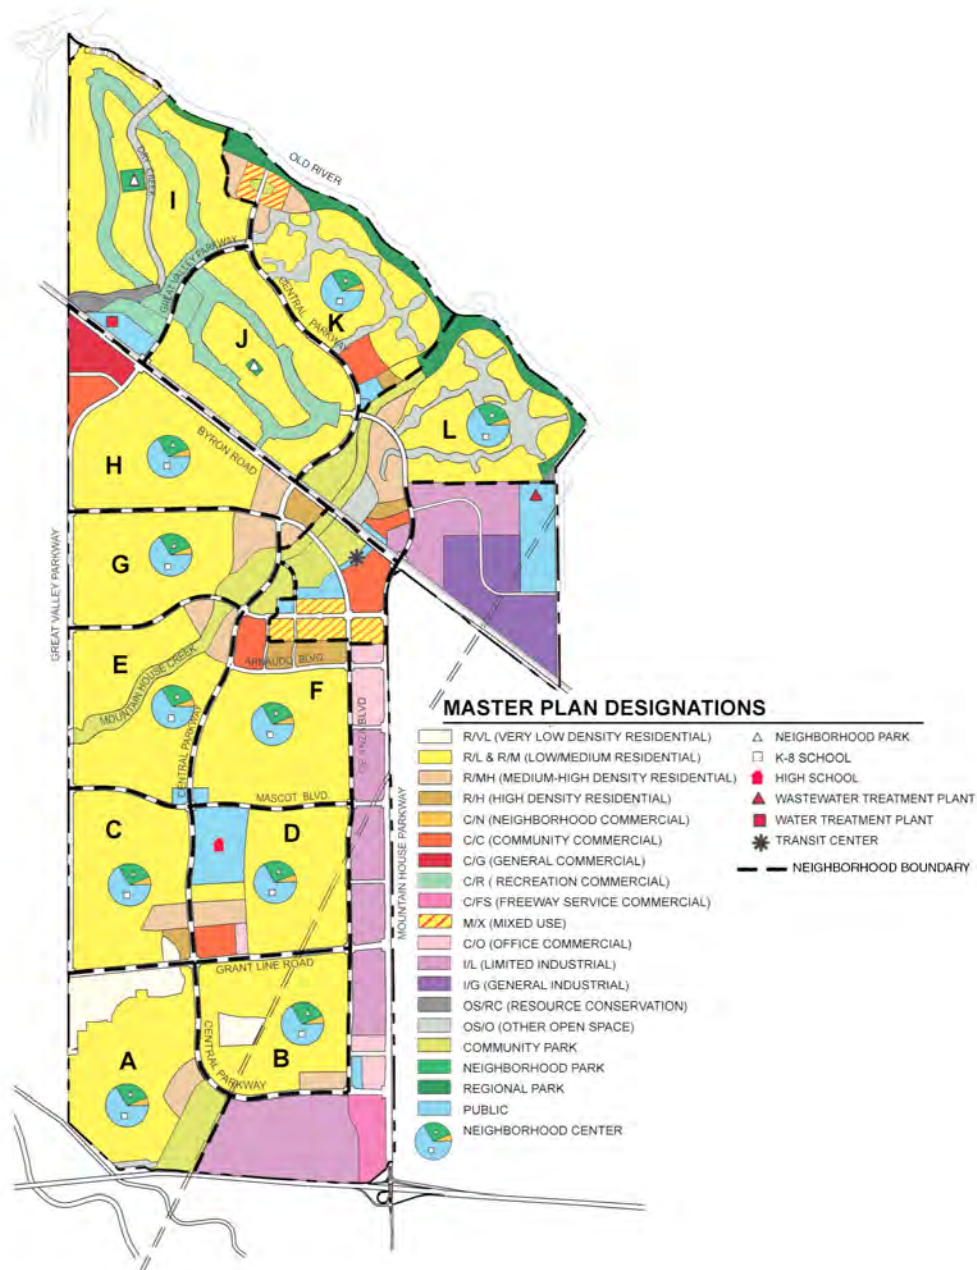 OLD RIVER
DRY CREEK
I
GREAT VALLEY PARKWAY
CENTRAL PARKWAY
K
J
L
H
BYRON ROAD
G
GREAT VALLEY PARKWAY
E
MOUNTAIN HOUSE CREEK
ARNAUDO BLVD.
F
CENTRAL PARKWAY
DE ANZA BLVD
MASCOT BLVD.
C
D
MOUNTAIN HOUSE PARKWAY
GRANT LINE ROAD
A
CENTRAL PARKWAY
B
MASTER PLAN DESIGNATIONS
R/VL (VERY LOW DENSITY RESIDENTIAL)
R/L & R/M (LOW/MEDIUM RESIDENTIAL)
R/MH (MEDIUM-HIGH DENSITY RESIDENTIAL)
R/H (HIGH DENSITY RESIDENTIAL)
C/N (NEIGHBORHOOD COMMERCIAL)
C/C (COMMUNITY COMMERCIAL)
C/G (GENERAL COMMERCIAL)
C/R ( RECREATION COMMERCIAL)
C/FS (FREEWAY SERVICE COMMERCIAL)
M/X (MIXED USE)
C/O (OFFICE COMMERCIAL)
I/L (LIMITED INDUSTRIAL)
I/G (GENERAL INDUSTRIAL)
OS/RC (RESOURCE CONSERVATION)
OS/O (OTHER OPEN SPACE)
COMMUNITY PARK
NEIGHBORHOOD PARK
REGIONAL PARK
PUBLIC
NEIGHBORHOOD CENTER
NEIGHBORHOOD PARK
K-8 SCHOOL
HIGH SCHOOL
WASTEWATER TREATMENT PLANT
WATER TREATMENT PLANT
TRANSIT CENTER
NEIGHBORHOOD BOUNDARY